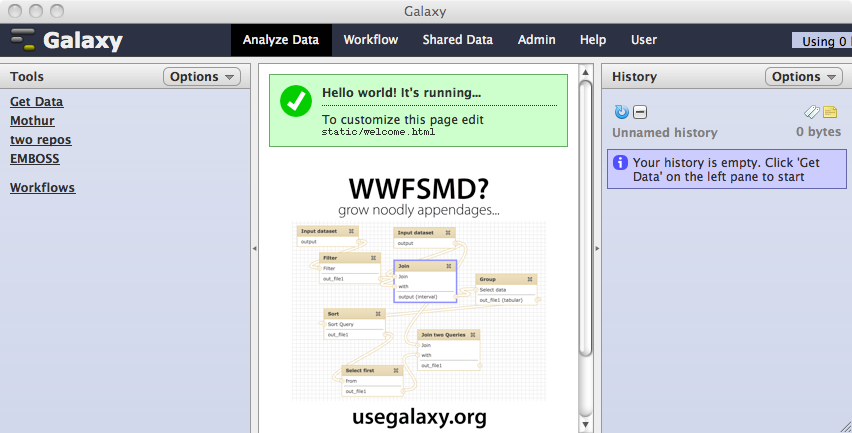 Galaxy
Galaxy
Analyze Data Workflow Shared Data Admin Help User Using 0
Tools Options
Get Data
Mothur
two repos
EMBOSS
Workflows
Hello world! It's running...
To customize this page edit
static/welcome.html
WWFSMD?
grow noodly appendages...
Input dataset
output
Input dataset
output
Filter
Filter
out_file1
Join
Join
with
output (interval)
Group
Select data
out_file1 (tabular)
Sort
Sort Query
out_file1
Join two Queries
Join
with
out_file1
Select first
from
out_file1
usegalaxy.org
History Options
Unnamed history 0 bytes
Your history is empty. Click 'Get
Data' on the left pane to start